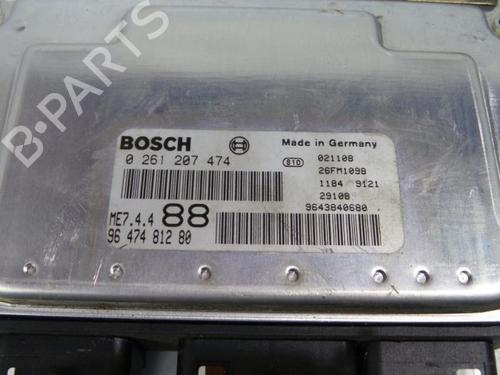 B-PARTS
BOSCH
Made in Germany
0 261 207 474
810
021108
26FM1098
1184 9121
29108
9643840680
ME7.4.4 88
96 474 812 80